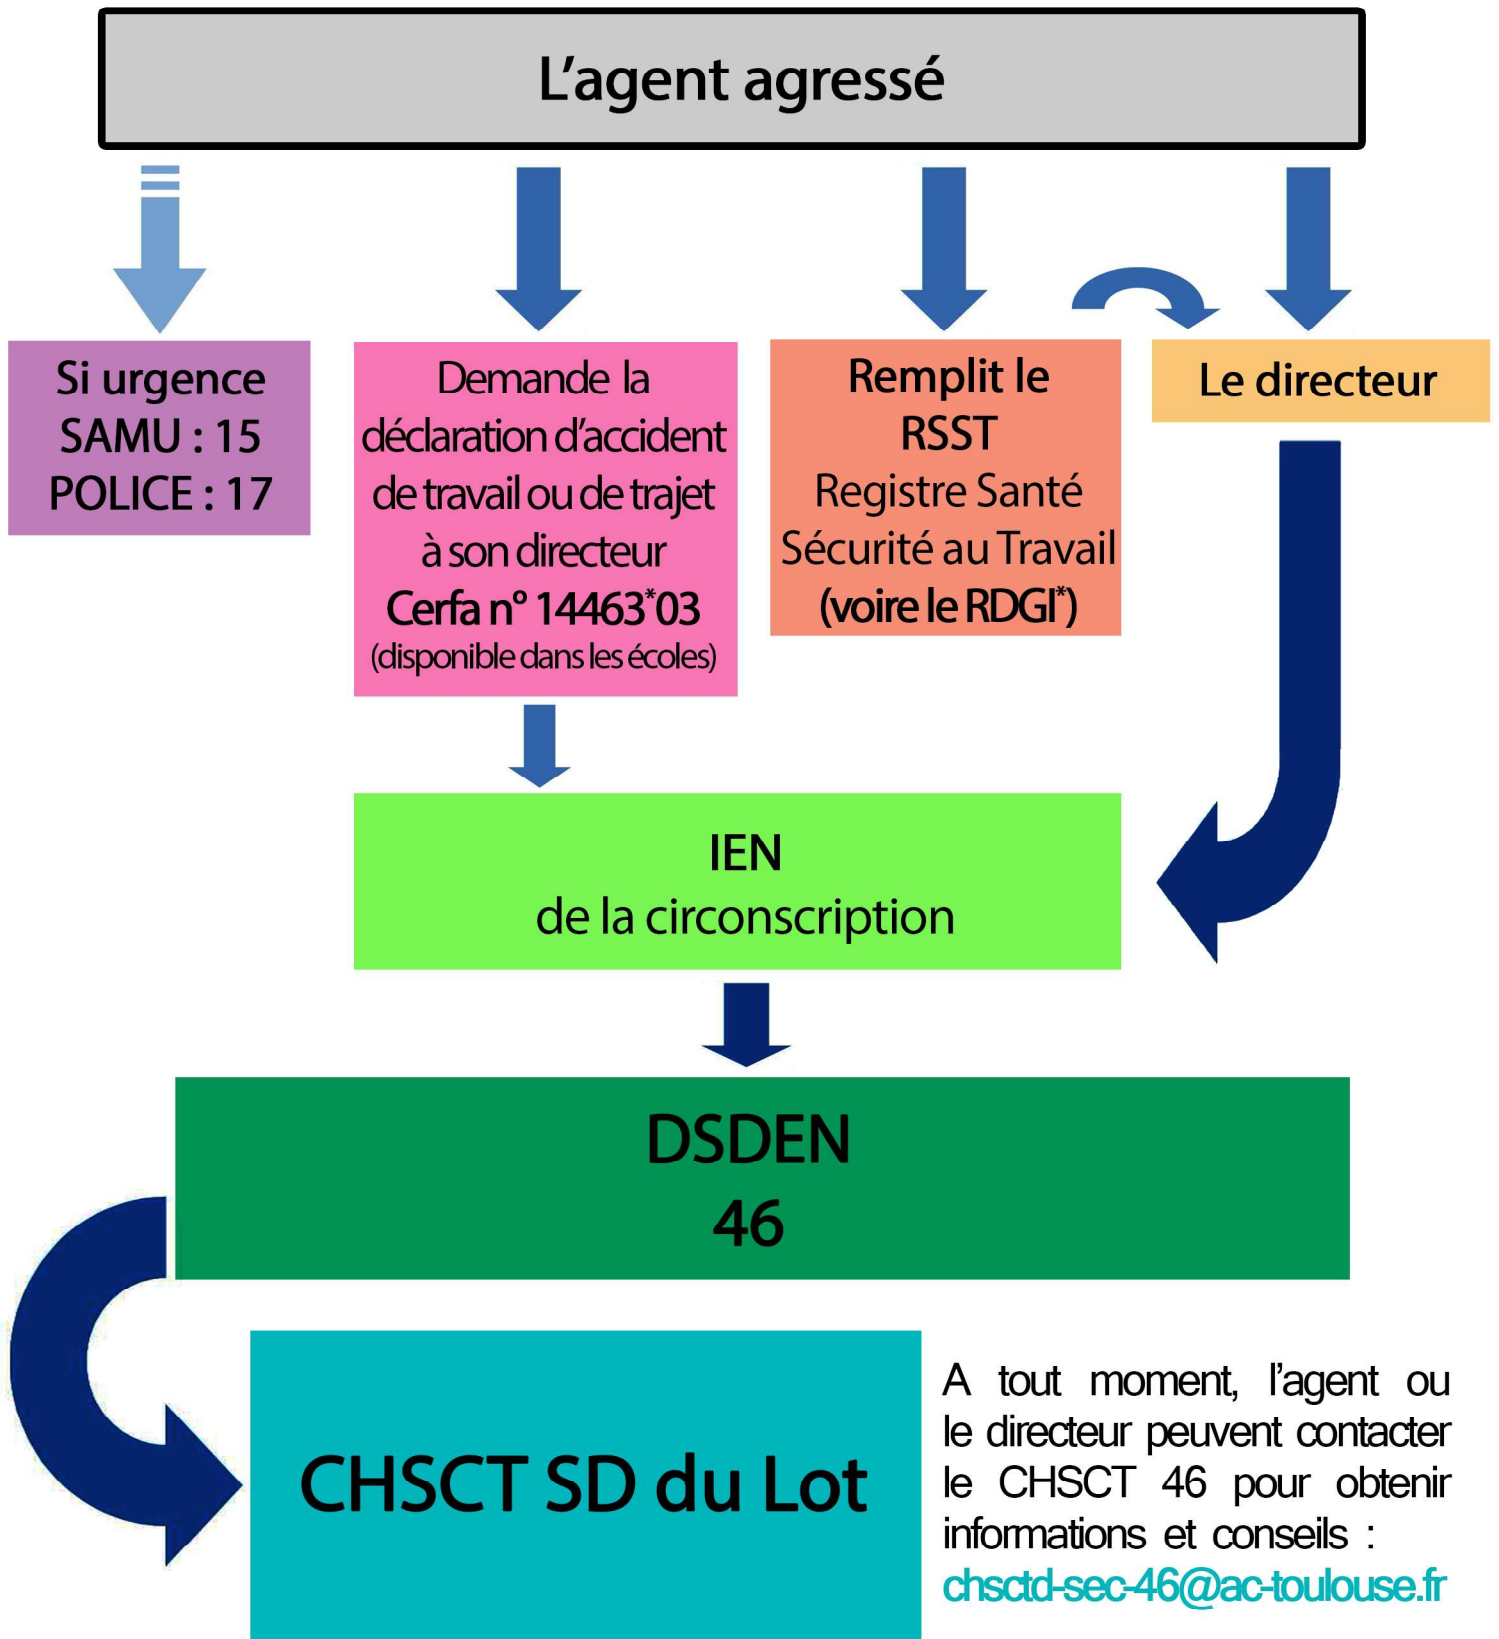 L'agent agressé
Si urgence
SAMU : 15
POLICE : 17
Demande la
déclaration d'accident
de travail ou de trajet
à son directeur
Cerfa n° 14463*03
(disponible dans les écoles)
Remplit le
RSST
Registre Santé
Sécurité au Travail
(voire le RDGI*)
Le directeur
IEN
de la circonscription
DSDEN
46
CHSCT SD du Lot
A tout moment, l'agent ou
le directeur peuvent contacter
le CHSCT 46 pour obtenir
informations et conseils :
chsctd-sec-46@ac-toulouse.fr